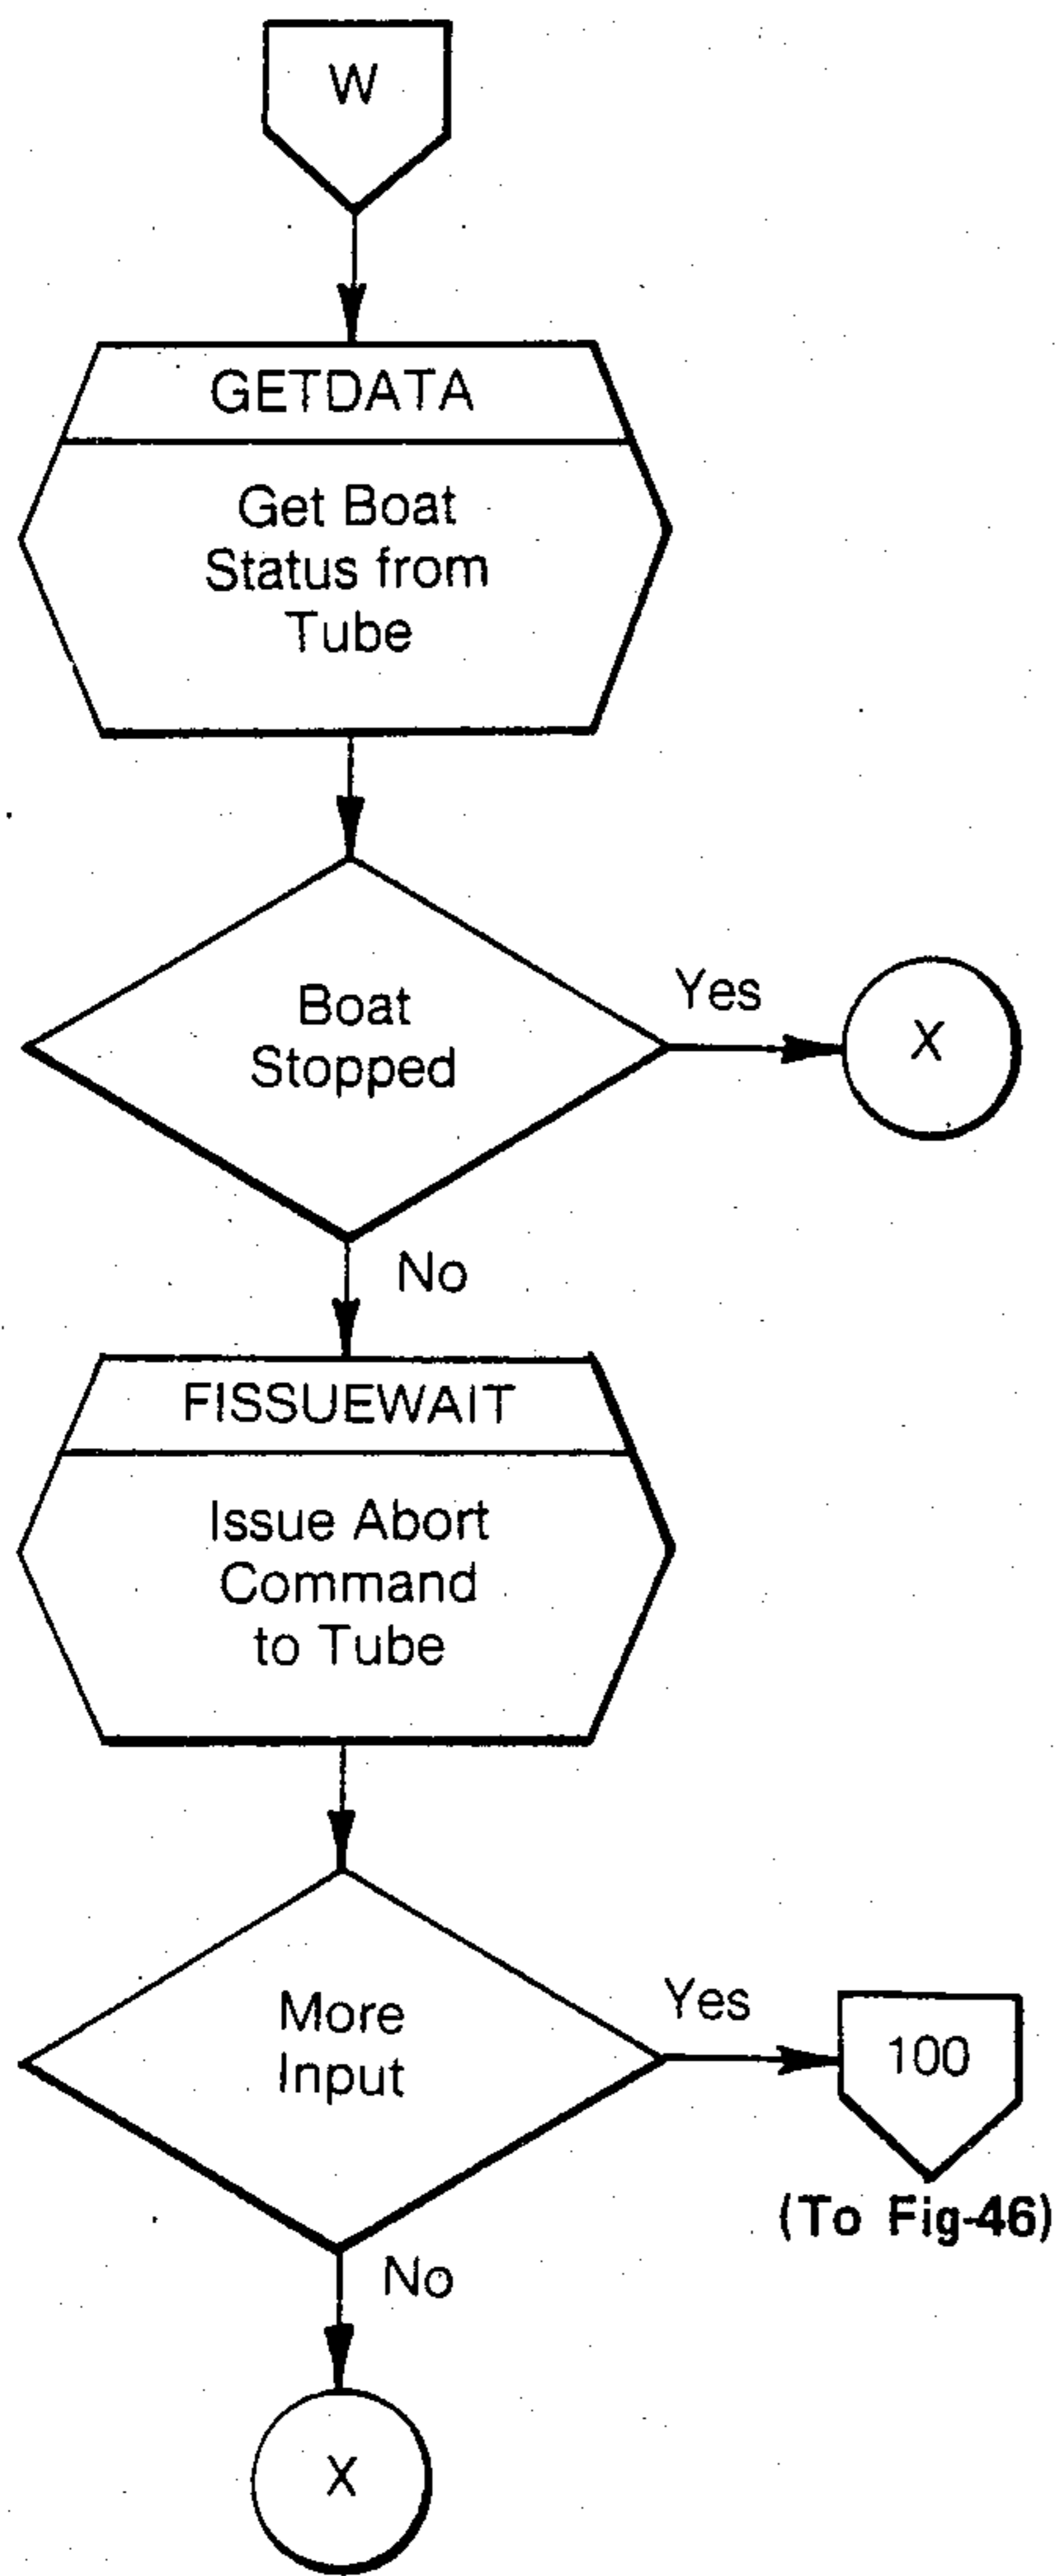 W
GETDATA
Get Boat
Status from
Tube
Boat
Stopped
Yes
X
No
FISSUEWAIT
Issue Abort
Command
to Tube
More
Input
Yes
100
(To Fig-46)
No
X